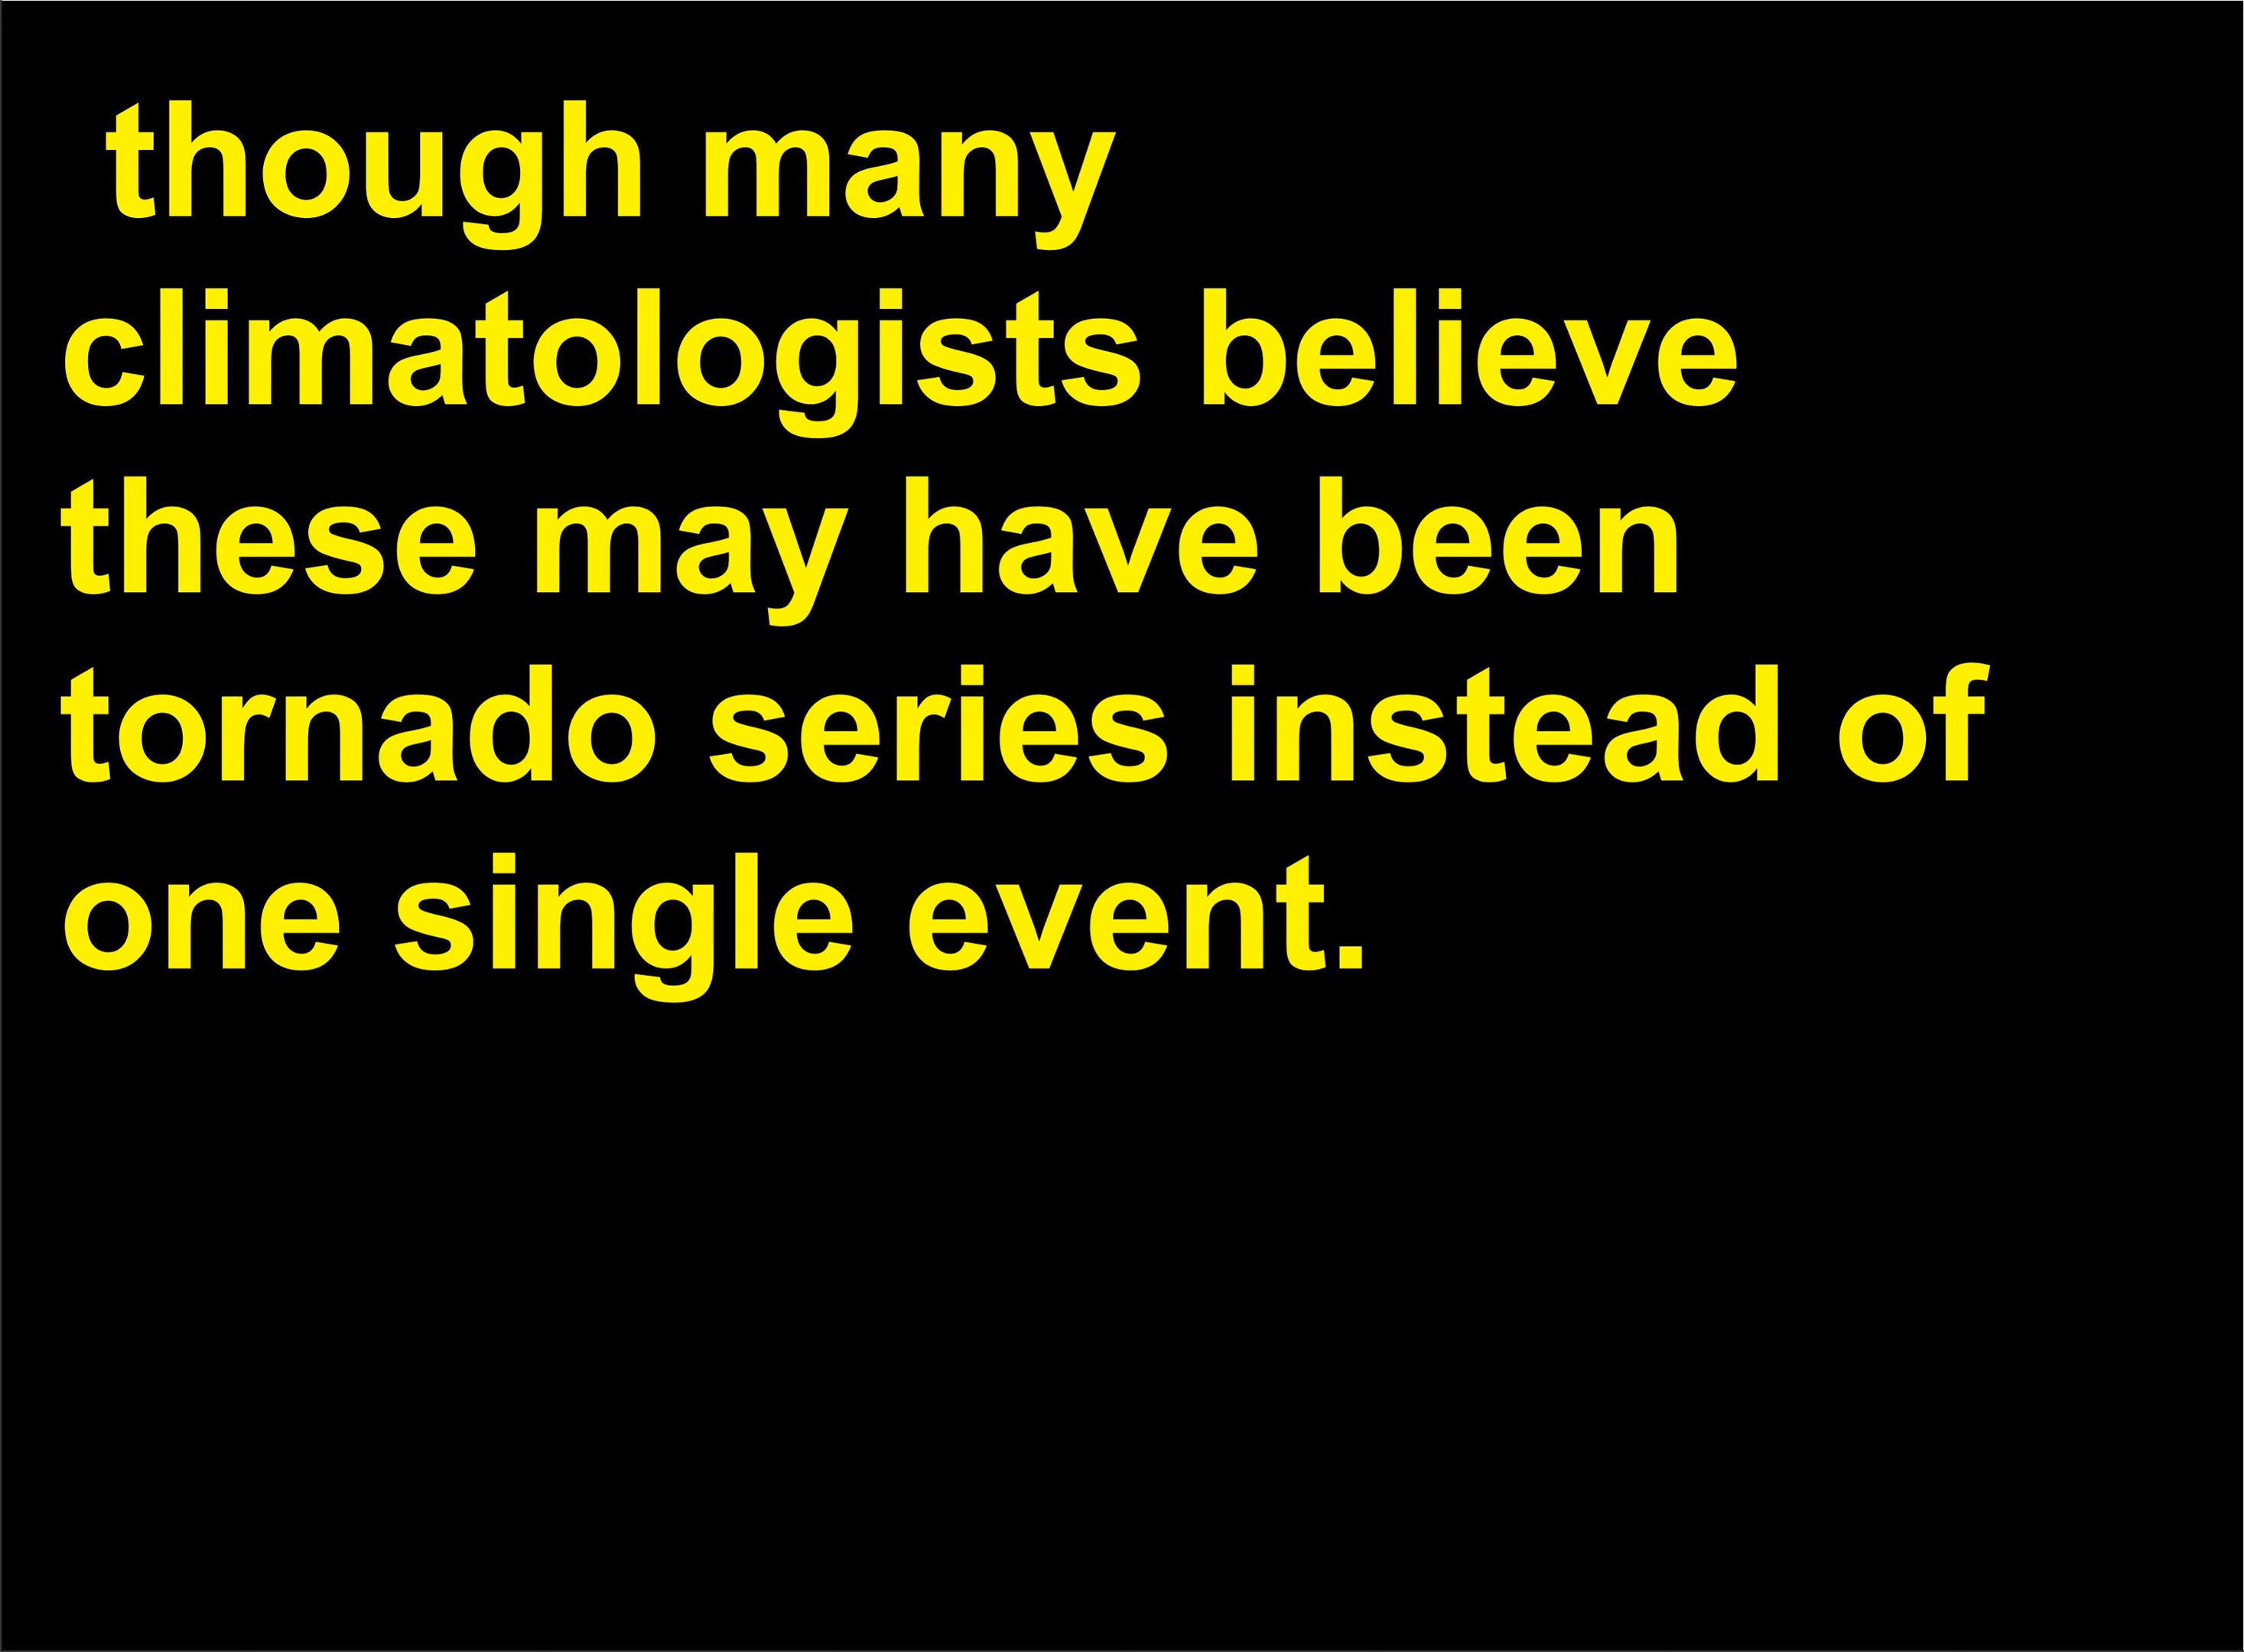 though many
climatologists believe
these may have been
tornado series instead of
one single event.